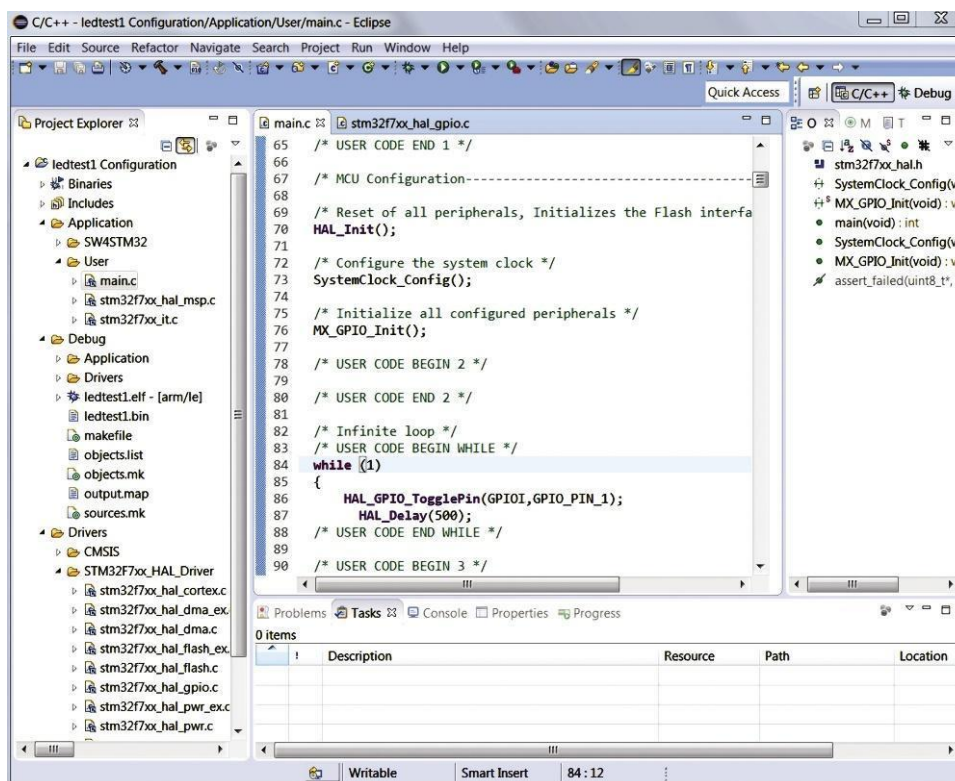 C/C++ - ledtest1 Configuration/Application/User/main.c - Eclipse
File Edit Source Refactor Navigate Search Project Run Window Help
Quick Access
C/C++ Debug
Project Explorer
ledtest1 Configuration
Binaries
Includes
Application
SW4STM32
User
main.c
stm32f7xx_hal_msp.c
stm32f7xx_it.c
Debug
Application
Drivers
ledtest1.elf - [arm/le]
ledtest1.bin
makefile
objects.list
objects.mk
output.map
sources.mk
Drivers
CMSIS
STM32F7xx_HAL_Driver
stm32f7xx_hal_cortex.c
stm32f7xx_hal_dma_ex.
stm32f7xx_hal_dma.c
stm32f7xx_hal_flash_ex.
stm32f7xx_hal_flash.c
stm32f7xx_hal_gpio.c
stm32f7xx_hal_pwr_ex.c
stm32f7xx_hal_pwr.c
main.c stm32f7xx_hal_gpio.c
65 /* USER CODE END 1 */
66
67 /* MCU Configuration----------------------------------
68
69 /* Reset of all peripherals, Initializes the Flash interfa
70 HAL_Init();
71
72 /* Configure the system clock */
73 SystemClock_Config();
74
75 /* Initialize all configured peripherals */
76 MX_GPIO_Init();
77
78 /* USER CODE BEGIN 2 */
79
80 /* USER CODE END 2 */
81
82 /* Infinite loop */
83 /* USER CODE BEGIN WHILE */
84 while (1)
85 {
86 HAL_GPIO_TogglePin(GPIOI,GPIO_PIN_1);
87 HAL_Delay(500);
88 /* USER CODE END WHILE */
89
90 /* USER CODE BEGIN 3 */
O M T
stm32f7xx_hal.h
SystemClock_Config(v
MX_GPIO_Init(void) : v
main(void) : int
SystemClock_Config(v
MX_GPIO_Init(void) : v
assert_failed(uint8_t*,
Problems Tasks Console Properties Progress
0 items
! Description Resource Path Location
Writable Smart Insert 84 : 12